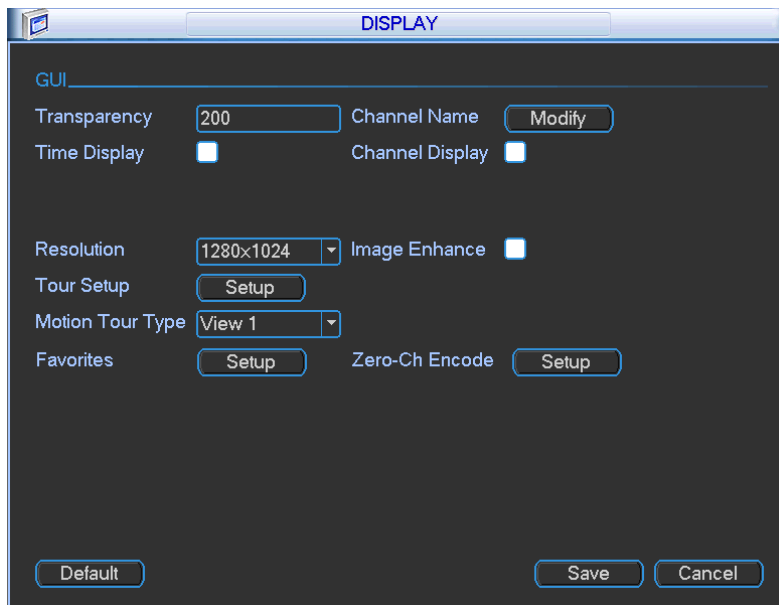 DISPLAY
GUI
Transparency 200 Channel Name Modify
Time Display Channel Display
Resolution 1280×1024 Image Enhance
Tour Setup Setup
Motion Tour Type View 1
Favorites Setup Zero-Ch Encode Setup
Default Save Cancel